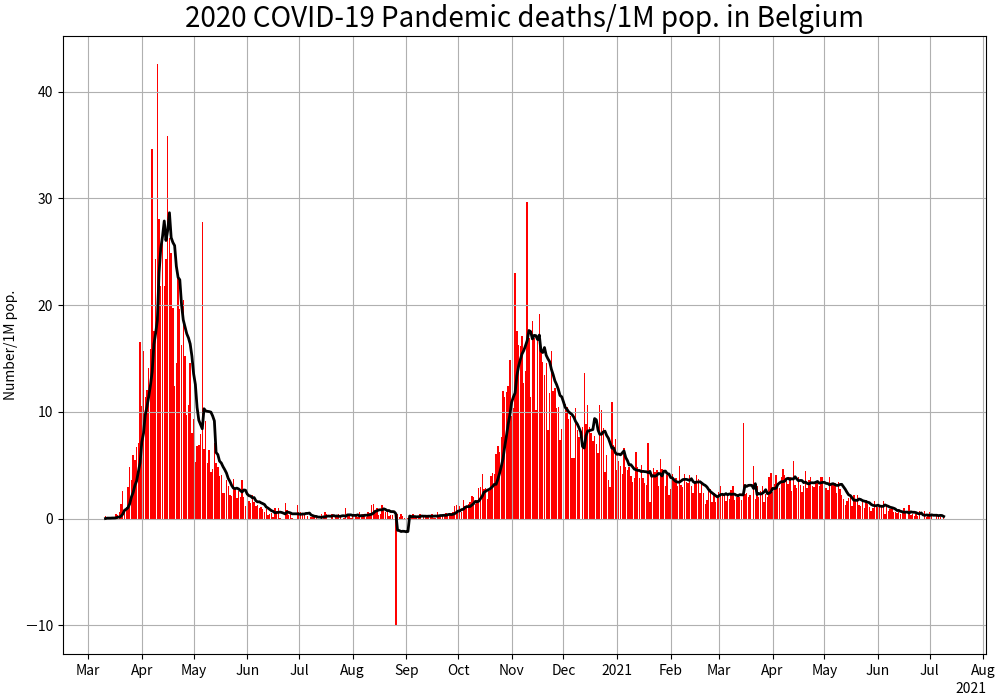 2020 COVID-19 Pandemic deaths/1M pop. in Belgium
Number/1M pop.
40
30
20
10
0
−10
Mar Apr May Jun Jul Aug Sep Oct Nov Dec 2021 Feb Mar Apr May Jun Jul Aug
2021